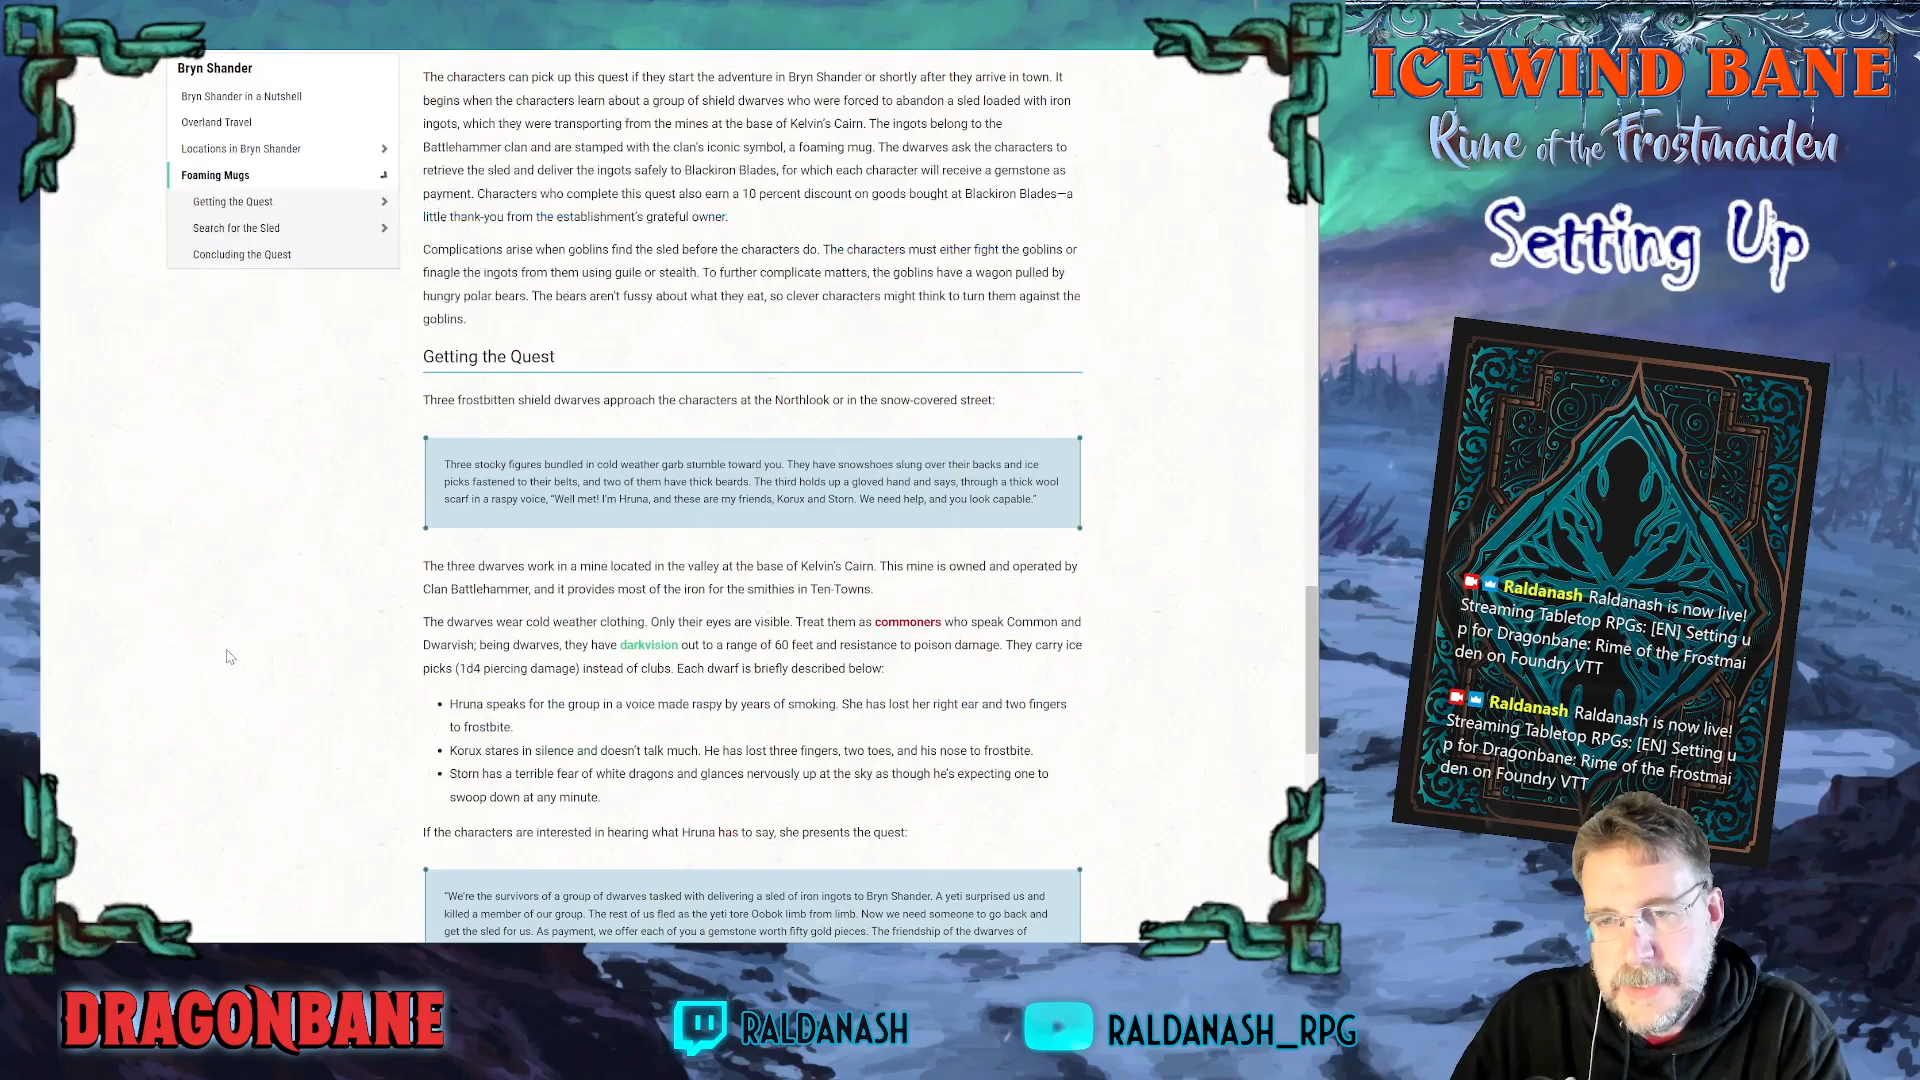 Bryn Shander
Bryn Shander in a Nutshell
Overland Travel
Locations in Bryn Shander
Foaming Mugs
Getting the Quest
Search for the Sled
Concluding the Quest
The characters can pick up this quest if they start the adventure in Bryn Shander or shortly after they arrive in town. It
begins when the characters learn about a group of shield dwarves who were forced to abandon a sled loaded with iron
ingots, which they were transporting from the mines at the base of Kelvin’s Cairn. The ingots belong to the
Battlehammer clan and are stamped with the clan’s iconic symbol, a foaming mug. The dwarves ask the characters to
retrieve the sled and deliver the ingots safely to Blackiron Blades, for which each character will receive a gemstone as
payment. Characters who complete this quest also earn a 10 percent discount on goods bought at Blackiron Blades—a
little thank-you from the establishment’s grateful owner.
Complications arise when goblins find the sled before the characters do. The characters must either fight the goblins or
finagle the ingots from them using guile or stealth. To further complicate matters, the goblins have a wagon pulled by
hungry polar bears. The bears aren’t fussy about what they eat, so clever characters might think to turn them against the
goblins.
Getting the Quest
Three frostbitten shield dwarves approach the characters at the Northlook or in the snow-covered street:
Three stocky figures bundled in cold weather garb stumble toward you. They have snowshoes slung over their backs and ice
picks fastened to their belts, and two of them have thick beards. The third holds up a gloved hand and says, through a thick wool
scarf in a raspy voice, “Well met! I’m Hruna, and these are my friends, Korux and Storn. We need help, and you look capable.”
The three dwarves work in a mine located in the valley at the base of Kelvin’s Cairn. This mine is owned and operated by
Clan Battlehammer, and it provides most of the iron for the smithies in Ten-Towns.
The dwarves wear cold weather clothing. Only their eyes are visible. Treat them as commoners who speak Common and
Dwarvish; being dwarves, they have darkvision out to a range of 60 feet and resistance to poison damage. They carry ice
picks (1d4 piercing damage) instead of clubs. Each dwarf is briefly described below:
• Hruna speaks for the group in a voice made raspy by years of smoking. She has lost her right ear and two fingers
to frostbite.
• Korux stares in silence and doesn’t talk much. He has lost three fingers, two toes, and his nose to frostbite.
• Storn has a terrible fear of white dragons and glances nervously up at the sky as though he’s expecting one to
swoop down at any minute.
If the characters are interested in hearing what Hruna has to say, she presents the quest:
“We’re the survivors of a group of dwarves tasked with delivering a sled of iron ingots to Bryn Shander. A yeti surprised us and
killed a member of our group. The rest of us fled as the yeti tore Oobok limb from limb. Now we need someone to go back and
get the sled for us. As payment, we offer each of you a gemstone worth fifty gold pieces. The friendship of the dwarves of
ICEWIND BANE
Rime of the Frostmaiden
Setting Up
Raldanash Raldanash is now live!
Streaming Tabletop RPGs: [EN] Setting u
p for Dragonbane: Rime of the Frostmai
den on Foundry VTT
Raldanash Raldanash is now live!
Streaming Tabletop RPGs: [EN] Setting u
p for Dragonbane: Rime of the Frostmai
den on Foundry VTT
DRAGONBANE
RALDANASH
RALDANASH_RPG